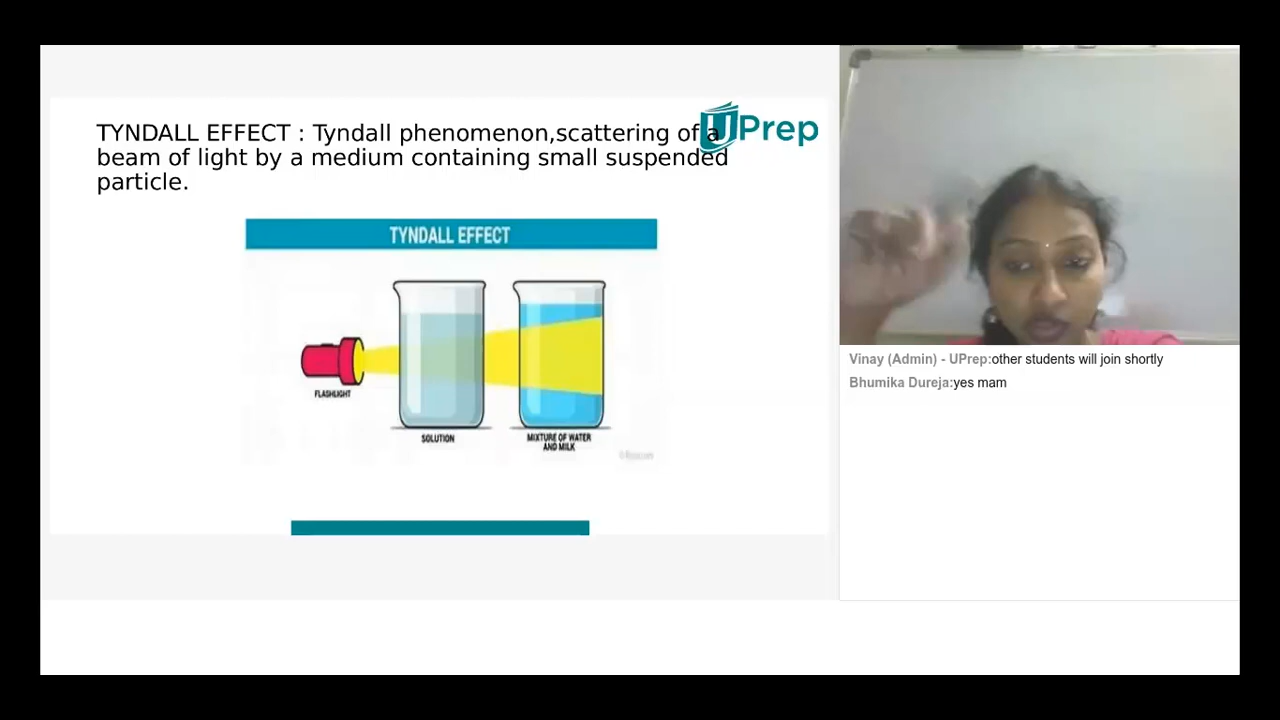 TYNDALL EFFECT : Tyndall phenomenon,scattering of a
beam of light by a medium containing small suspended
particle.
UPrep
TYNDALL EFFECT
FLASHLIGHT
SOLUTION
MIXTURE OF WATER
AND MILK
Vinay (Admin) - UPrep:other students will join shortly
Bhumika Dureja:yes mam